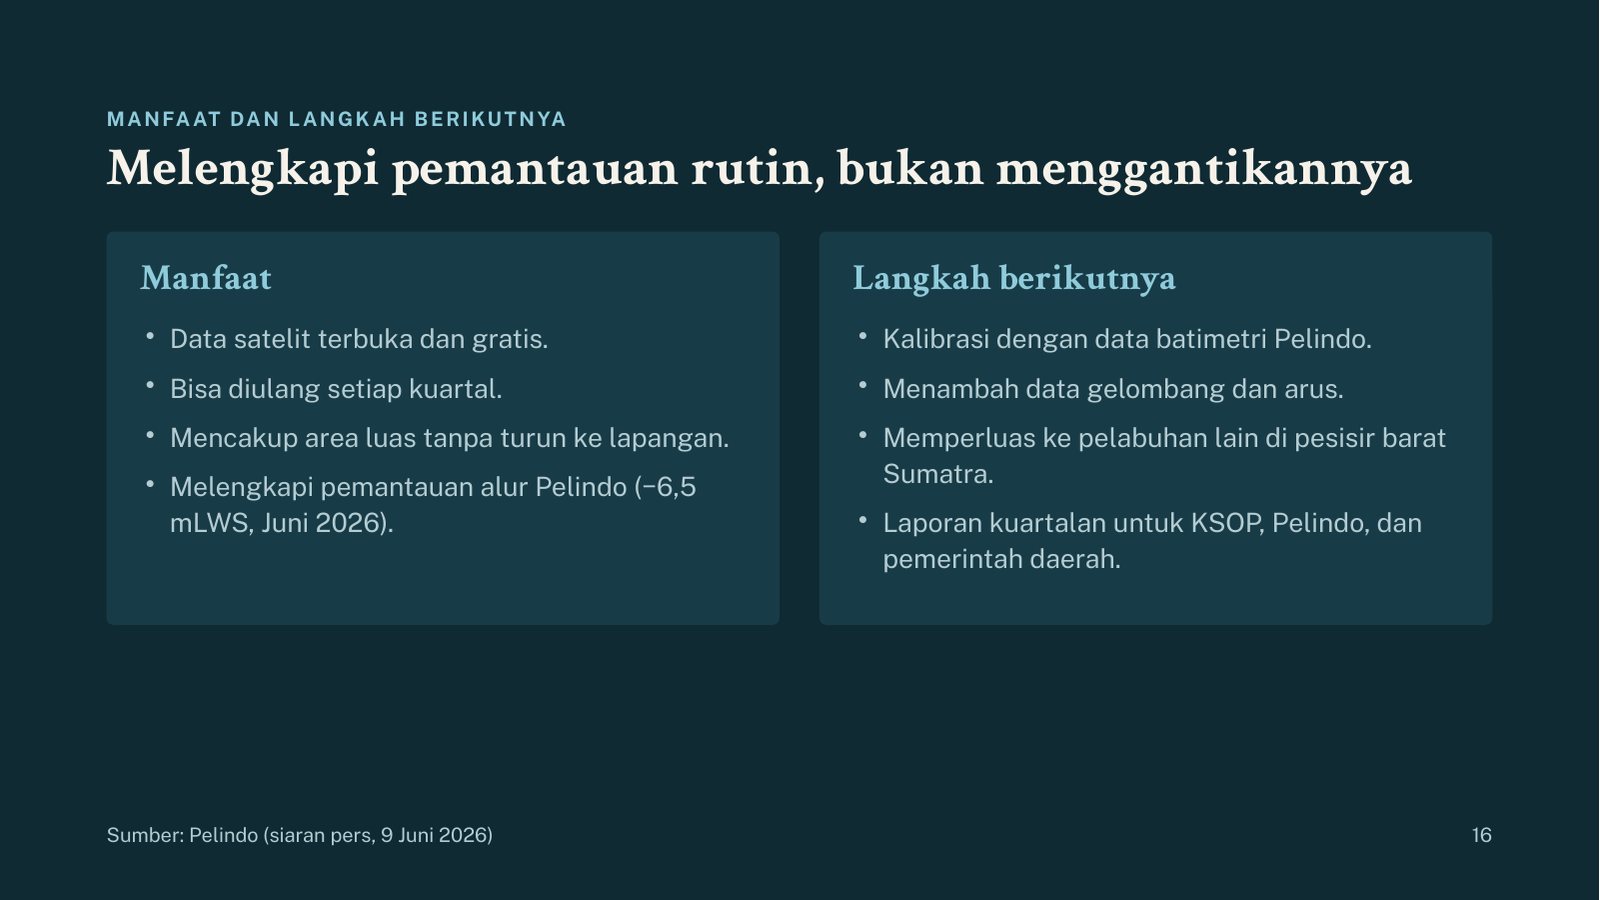 MANFAAT DAN LANGKAH BERIKUTNYA
Melengkapi pemantauan rutin, bukan menggantikannya
Manfaat
• Data satelit terbuka dan gratis.
• Bisa diulang setiap kuartal.
• Mencakup area luas tanpa turun ke lapangan.
• Melengkapi pemantauan alur Pelindo (−6,5
mLWS, Juni 2026).
Langkah berikutnya
• Kalibrasi dengan data batimetri Pelindo.
• Menambah data gelombang dan arus.
• Memperluas ke pelabuhan lain di pesisir barat
Sumatra.
• Laporan kuartalan untuk KSOP, Pelindo, dan
pemerintah daerah.
Sumber: Pelindo (siaran pers, 9 Juni 2026)
16